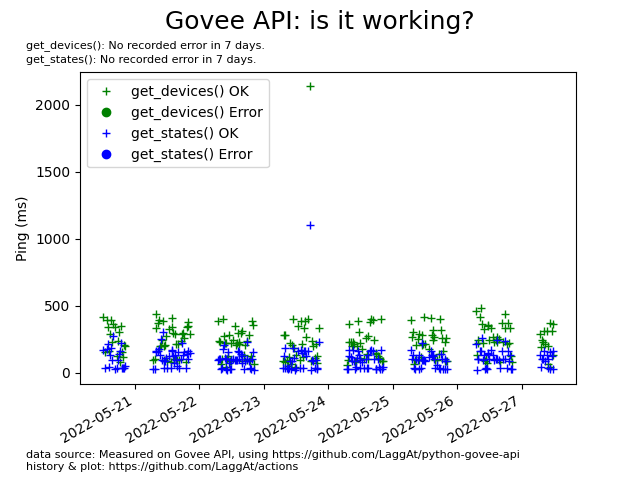 Govee API: is it working?
get_devices(): No recorded error in 7 days.
get_states(): No recorded error in 7 days.
get_devices() OK
get_devices() Error
get_states() OK
get_states() Error
Ping (ms)
2000
1500
1000
500
0
2022-05-21
2022-05-22
2022-05-23
2022-05-24
2022-05-25
2022-05-26
2022-05-27
data source: Measured on Govee API, using https://github.com/LaggAt/python-govee-api
history & plot: https://github.com/LaggAt/actions